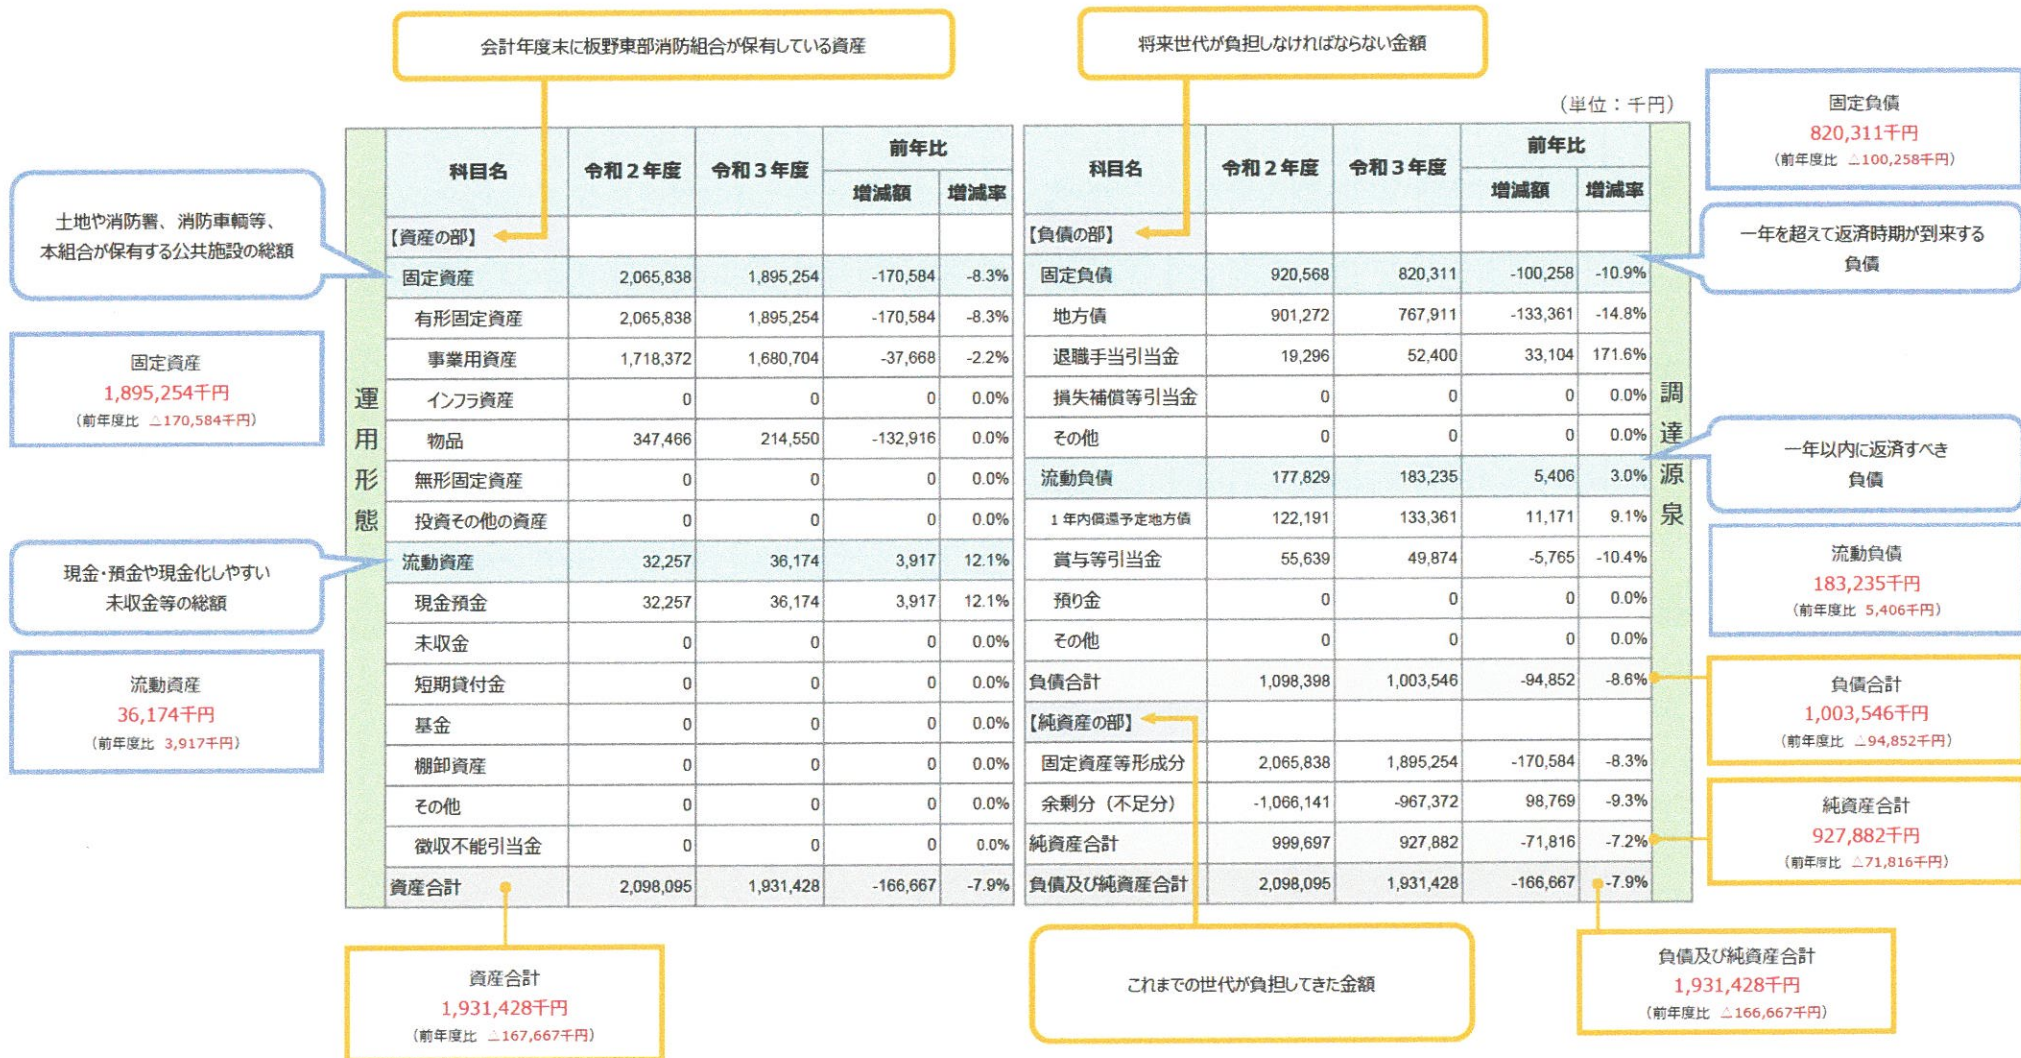 会計年度末に板野東部消防組合が保有している資産
将来世代が負担しなければならない金額
（単位：千円）
土地や消防署、消防車輌等、
本組合が保有する公共施設の総額
固定資産
1,895,254千円
（前年度比 △170,584千円）
現金・預金や現金化しやすい
未収金等の総額
流動資産
36,174千円
（前年度比 3,917千円）
運用形態
科目名 令和２年度 令和３年度 前年比
増減額 増減率
【資産の部】
固定資産 2,065,838 1,895,254 -170,584 -8.3%
有形固定資産 2,065,838 1,895,254 -170,584 -8.3%
事業用資産 1,718,372 1,680,704 -37,668 -2.2%
インフラ資産 0 0 0 0.0%
物品 347,466 214,550 -132,916 0.0%
無形固定資産 0 0 0 0.0%
投資その他の資産 0 0 0 0.0%
流動資産 32,257 36,174 3,917 12.1%
現金預金 32,257 36,174 3,917 12.1%
未収金 0 0 0 0.0%
短期貸付金 0 0 0 0.0%
基金 0 0 0 0.0%
棚卸資産 0 0 0 0.0%
その他 0 0 0 0.0%
徴収不能引当金 0 0 0 0.0%
資産合計 2,098,095 1,931,428 -166,667 -7.9%
科目名 令和２年度 令和３年度 前年比
増減額 増減率
【負債の部】
固定負債 920,568 820,311 -100,258 -10.9%
地方債 901,272 767,911 -133,361 -14.8%
退職手当引当金 19,296 52,400 33,104 171.6%
損失補償等引当金 0 0 0 0.0%
その他 0 0 0 0.0%
流動負債 177,829 183,235 5,406 3.0%
１年内償還予定地方債 122,191 133,361 11,171 9.1%
賞与等引当金 55,639 49,874 -5,765 -10.4%
預り金 0 0 0 0.0%
その他 0 0 0 0.0%
負債合計 1,098,398 1,003,546 -94,852 -8.6%
【純資産の部】
固定資産等形成分 2,065,838 1,895,254 -170,584 -8.3%
余剰分（不足分） -1,066,141 -967,372 98,769 -9.3%
純資産合計 999,697 927,882 -71,816 -7.2%
負債及び純資産合計 2,098,095 1,931,428 -166,667 -7.9%
調達源泉
固定負債
820,311千円
（前年度比 △100,258千円）
一年を超えて返済時期が到来する
負債
一年以内に返済すべき
負債
流動負債
183,235千円
（前年度比 5,406千円）
負債合計
1,003,546千円
（前年度比 △94,852千円）
純資産合計
927,882千円
（前年度比 △71,816千円）
資産合計
1,931,428千円
（前年度比 △167,667千円）
これまでの世代が負担してきた金額
負債及び純資産合計
1,931,428千円
（前年度比 △166,667千円）